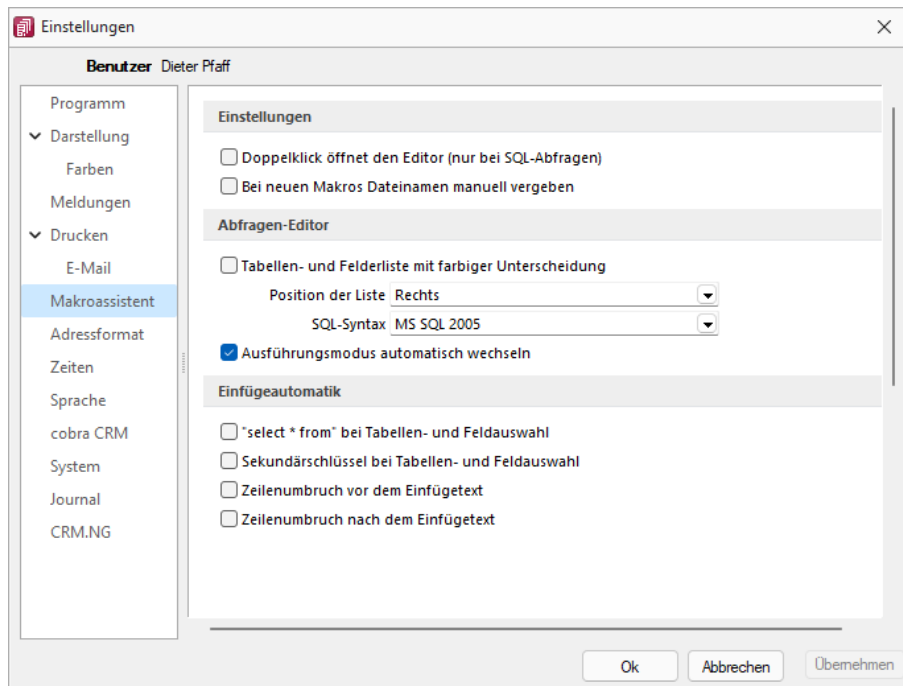 Einstellungen
Benutzer Dieter Pfaff
Programm
Darstellung
Farben
Meldungen
Drucken
E-Mail
Makroassistent
Adressformat
Zeiten
Sprache
cobra CRM
System
Journal
CRM.NG
Einstellungen
Doppelklick öffnet den Editor (nur bei SQL-Abfragen)
Bei neuen Makros Dateinamen manuell vergeben
Abfragen-Editor
Tabellen- und Felderliste mit farbiger Unterscheidung
Position der Liste Rechts
SQL-Syntax MS SQL 2005
Ausführungsmodus automatisch wechseln
Einfügeautomatik
"select * from" bei Tabellen- und Feldauswahl
Sekundärschlüssel bei Tabellen- und Feldauswahl
Zeilenumbruch vor dem Einfügetext
Zeilenumbruch nach dem Einfügetext
Ok Abbrechen Übernehmen